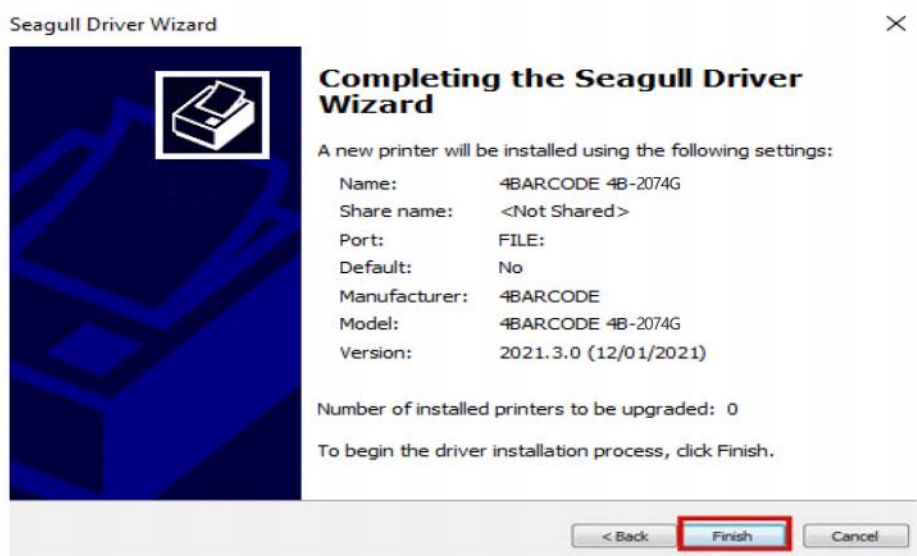 Seagull Driver Wizard
Completing the Seagull Driver
Wizard
A new printer will be installed using the following settings:
Name: 4BARCODE 4B-2074G
Share name: <Not Shared>
Port: FILE:
Default: No
Manufacturer: 4BARCODE
Model: 4BARCODE 4B-2074G
Version: 2021.3.0 (12/01/2021)
Number of installed printers to be upgraded: 0
To begin the driver installation process, click Finish.
< Back Finish Cancel